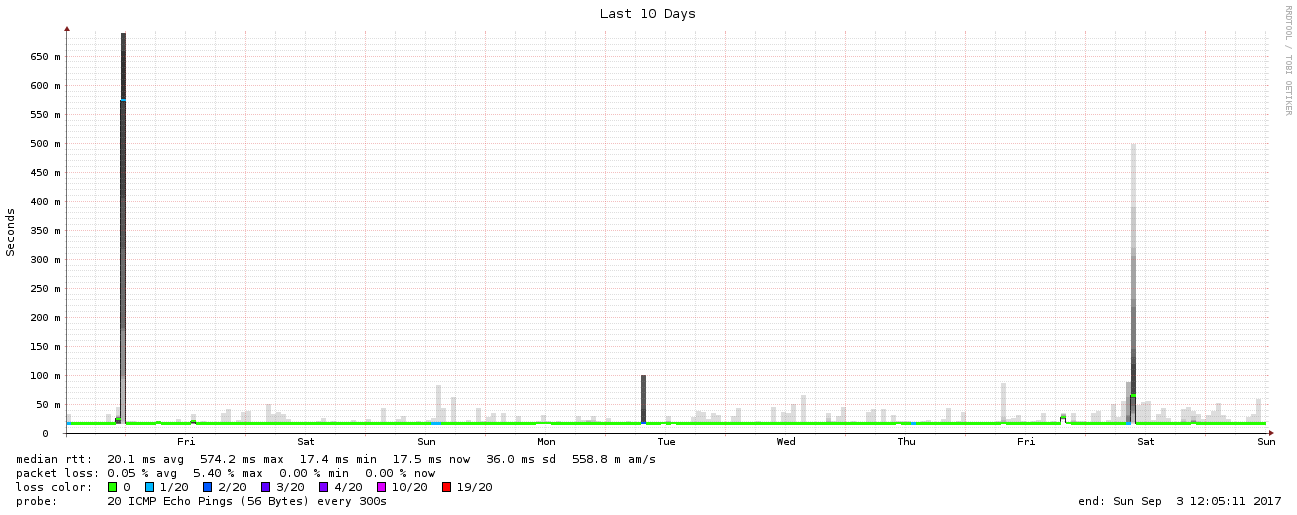 Last 10 Days
RRDTOOL / TOBI OETIKER
Seconds
650 m
600 m
550 m
500 m
450 m
400 m
350 m
300 m
250 m
200 m
150 m
100 m
50 m
0
Fri Sat Sun Mon Tue Wed Thu Fri Sat Sun
median rtt: 20.1 ms avg 574.2 ms max 17.4 ms min 17.5 ms now 36.0 ms sd 558.8 m am/s
packet loss: 0.05 % avg 5.40 % max 0.00 % min 0.00 % now
loss color: 0 1/20 2/20 3/20 4/20 10/20 19/20
probe: 20 ICMP Echo Pings (56 Bytes) every 300s end: Sun Sep 3 12:05:11 2017